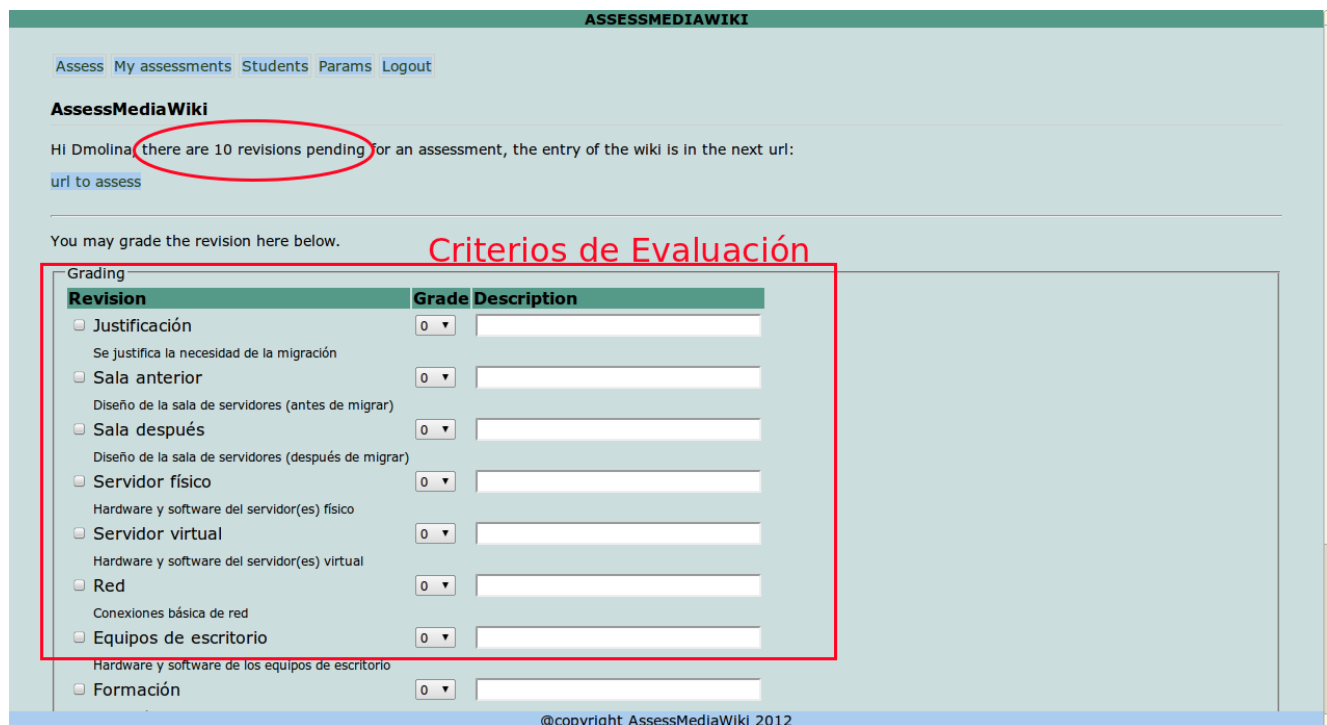 ASSESSMEDIAWIKI
Assess My assessments Students Params Logout
AssessMediaWiki
Hi Dmolina, there are 10 revisions pending for an assessment, the entry of the wiki is in the next url:
url to assess
You may grade the revision here below.
Criterios de Evaluación
Grading
Revision Grade Description
Justificación 0
Se justifica la necesidad de la migración
Sala anterior 0
Diseño de la sala de servidores (antes de migrar)
Sala después 0
Diseño de la sala de servidores (después de migrar)
Servidor físico 0
Hardware y software del servidor(es) físico
Servidor virtual 0
Hardware y software del servidor(es) virtual
Red 0
Conexiones básica de red
Equipos de escritorio 0
Hardware y software de los equipos de escritorio
Formación 0
@copyright AssessMediaWiki 2012